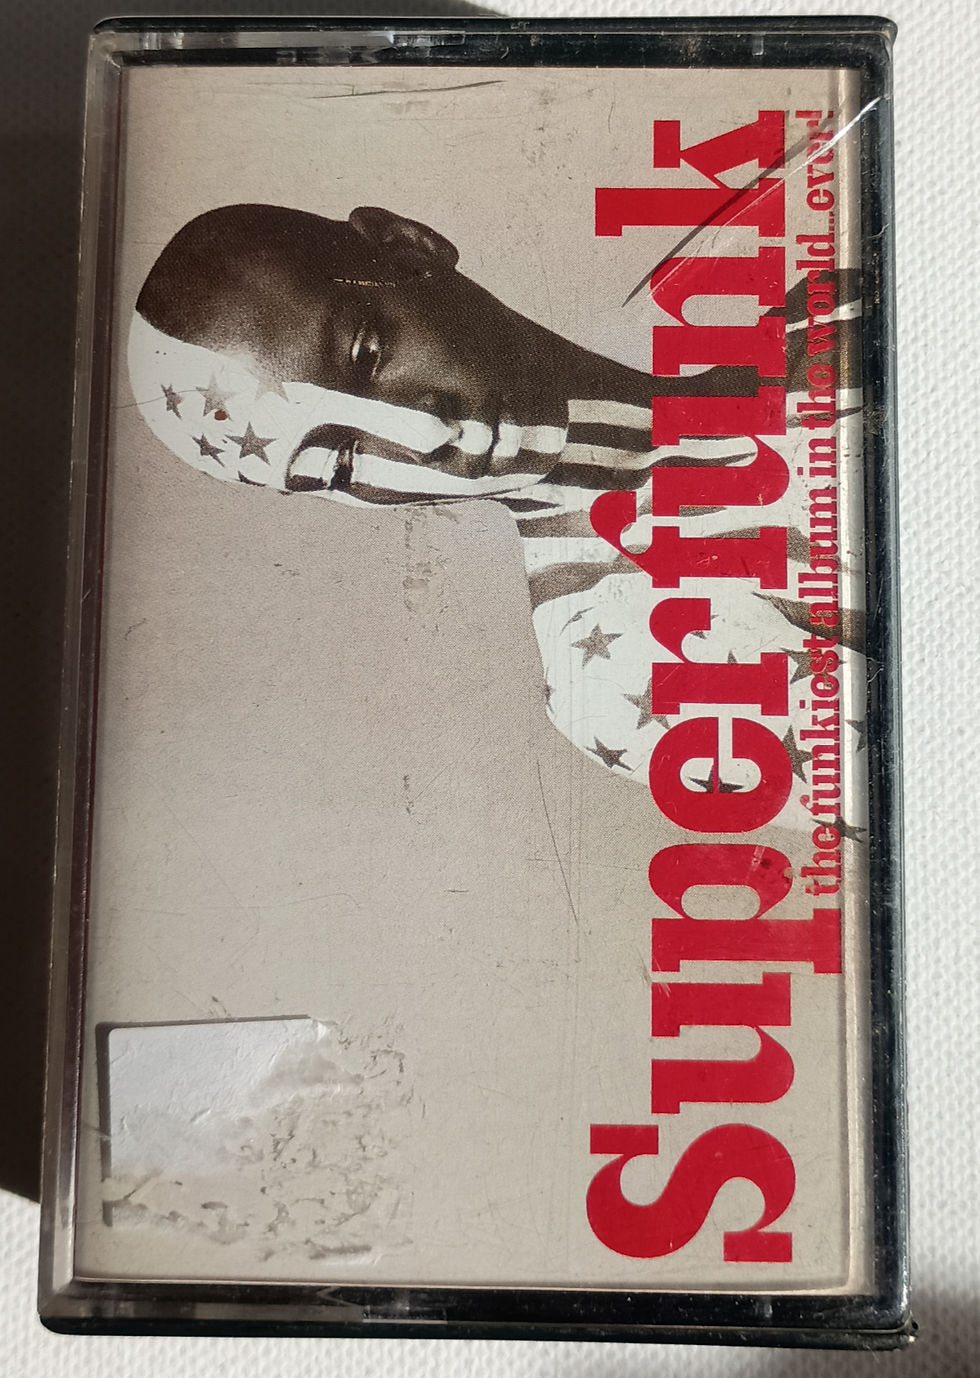 Superfunk
the funkiest album in the world...ever!